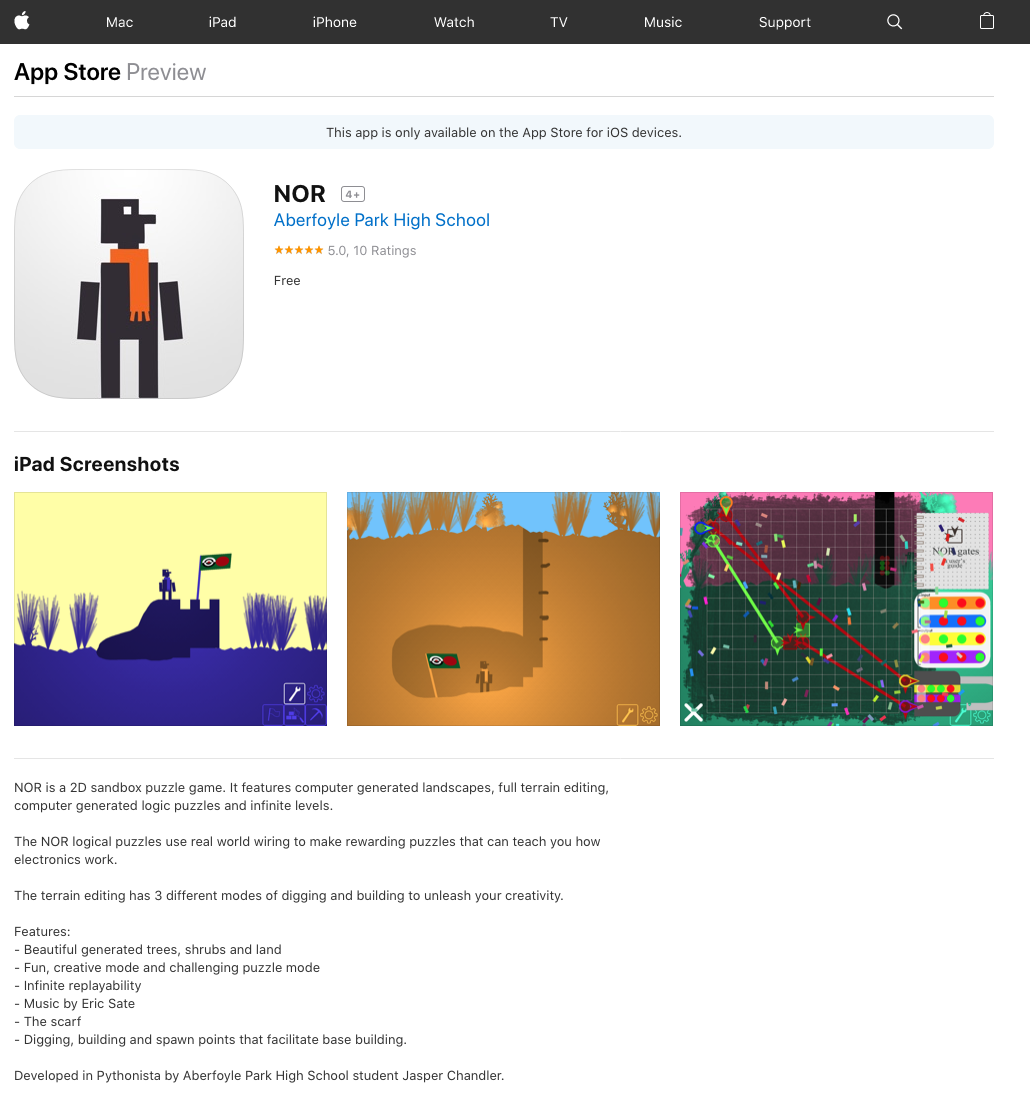 Mac iPad iPhone Watch TV Music Support
App Store Preview
This app is only available on the App Store for iOS devices.
NOR 4+
Aberfoyle Park High School
★★★★★ 5.0, 10 Ratings
Free
iPad Screenshots
NOR gates
user's
guide
NOR is a 2D sandbox puzzle game. It features computer generated landscapes, full terrain editing,
computer generated logic puzzles and infinite levels.
The NOR logical puzzles use real world wiring to make rewarding puzzles that can teach you how
electronics work.
The terrain editing has 3 different modes of digging and building to unleash your creativity.
Features:
- Beautiful generated trees, shrubs and land
- Fun, creative mode and challenging puzzle mode
- Infinite replayability
- Music by Eric Sate
- The scarf
- Digging, building and spawn points that facilitate base building.
Developed in Pythonista by Aberfoyle Park High School student Jasper Chandler.